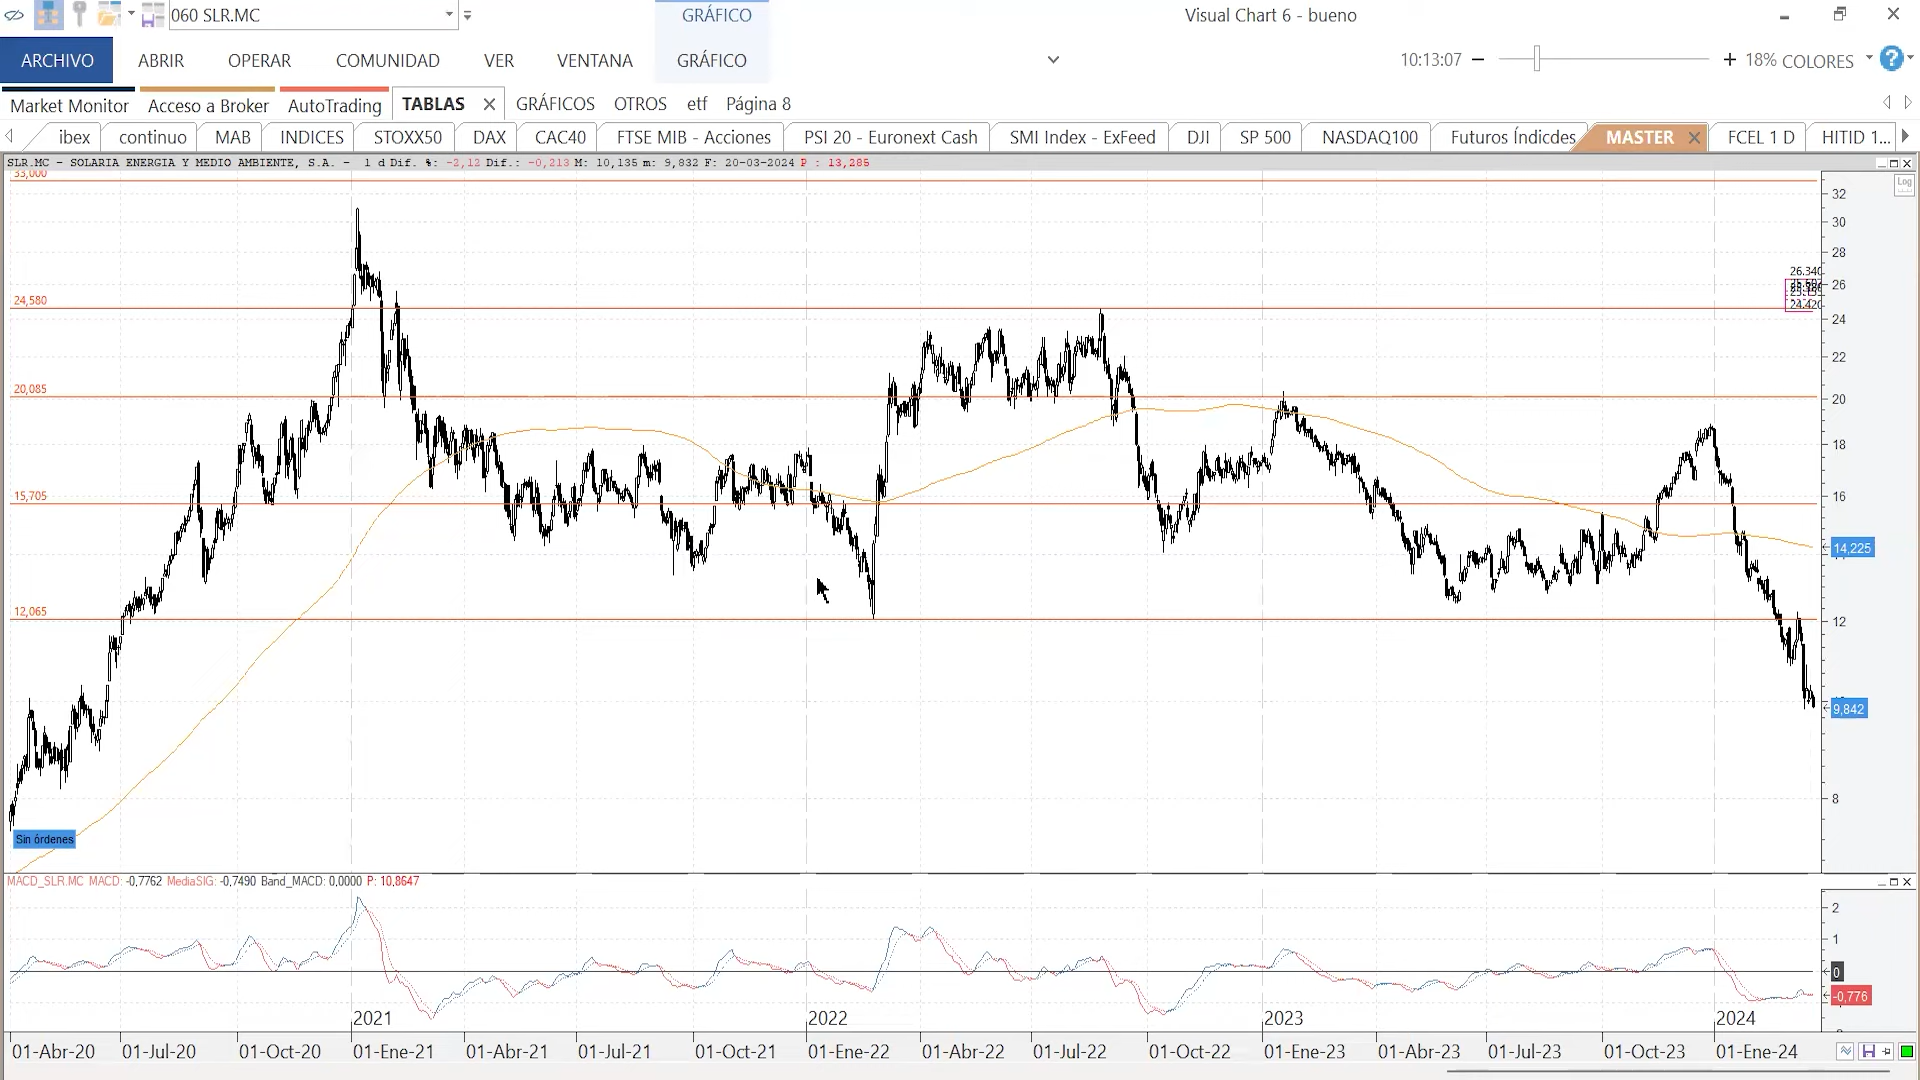 060 SLR.MC
GRÁFICO
Visual Chart 6 - bueno
ARCHIVO ABRIR OPERAR COMUNIDAD VER VENTANA GRÁFICO 10:13:07 18% COLORES
Market Monitor Acceso a Broker AutoTrading TABLAS GRÁFICOS OTROS etf Página 8
ibex continuo MAB INDICES STOXX50 DAX CAC40 FTSE MIB - Acciones PSI 20 - Euronext Cash SMI Index - ExFeed DJI SP 500 NASDAQ100 Futuros Índicdes MASTER FCEL 1 D HITID 1...
SLR.MC - SOLARIA ENERGIA Y MEDIO AMBIENTE, S.A. - 1 d Dif. %: -2,12 Dif.: -0,213 M: 10,135 m: 9,832 F: 20-03-2024 P : 13,285
33,000
Log
32
30
28
26.340
26
24,580
24.420
24
22
20,085
20
18
15,705
16
14,225
12,065
12
9,842
8
Sin órdenes
MACD_SLR.MC MACD: -0,7762 MediaSIG: -0,7490 Band_MACD: 0,0000 P: 10,8647
2
1
0
-0,776
2021 2022 2023 2024
01-Abr-20 01-Jul-20 01-Oct-20 01-Ene-21 01-Abr-21 01-Jul-21 01-Oct-21 01-Ene-22 01-Abr-22 01-Jul-22 01-Oct-22 01-Ene-23 01-Abr-23 01-Jul-23 01-Oct-23 01-Ene-24